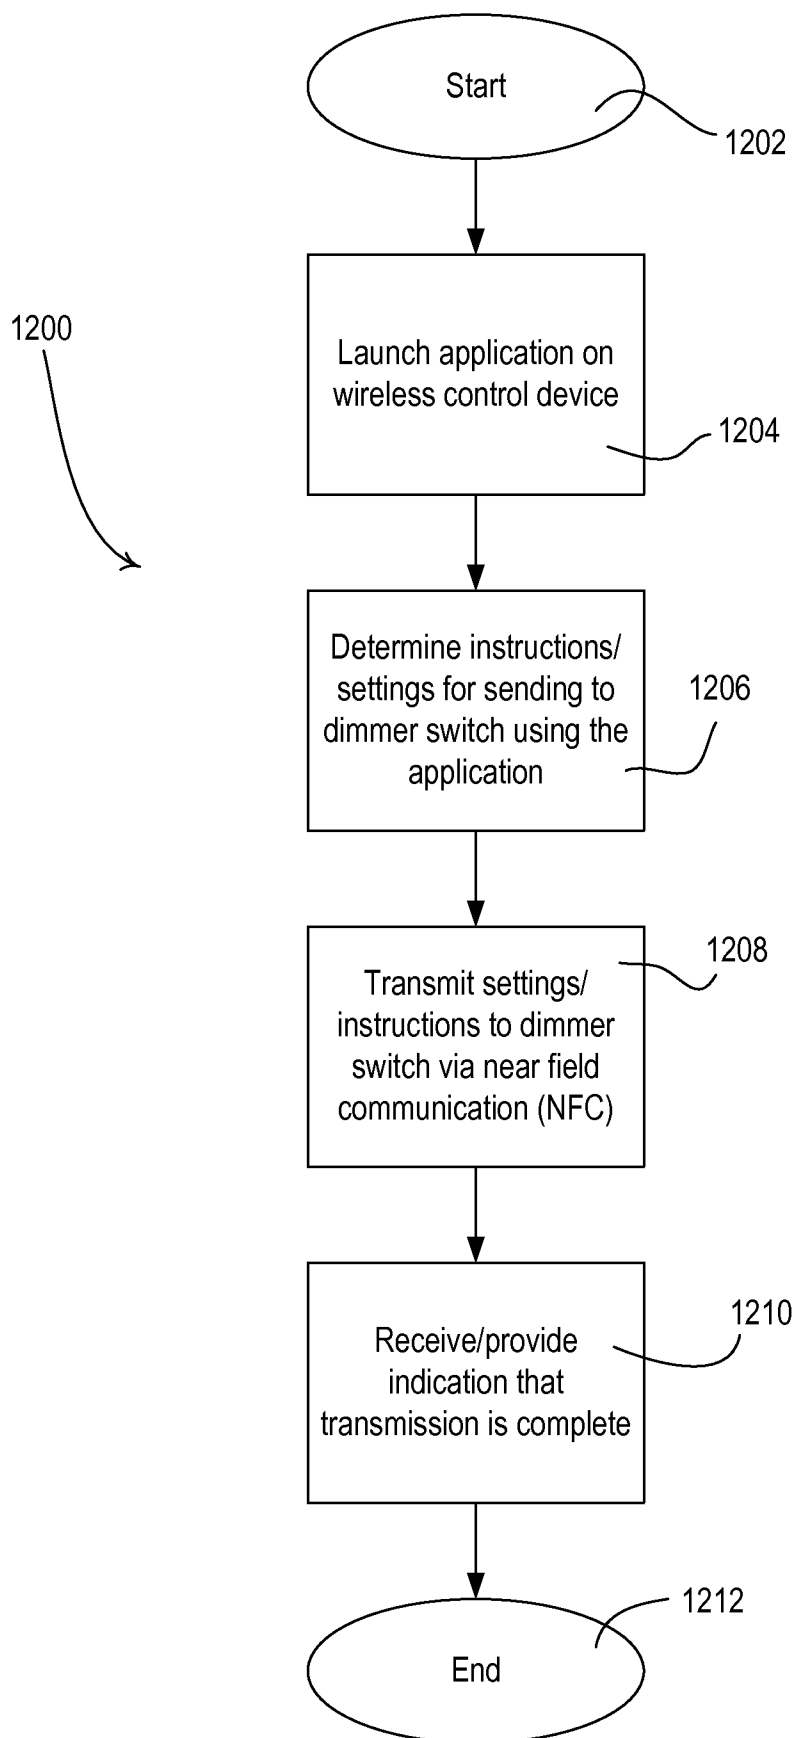 Start
1202
1200
Launch application on
wireless control device
1204
Determine instructions/
settings for sending to
dimmer switch using the
application
1206
Transmit settings/
instructions to dimmer
switch via near field
communication (NFC)
1208
Receive/provide
indication that
transmission is complete
1210
End
1212